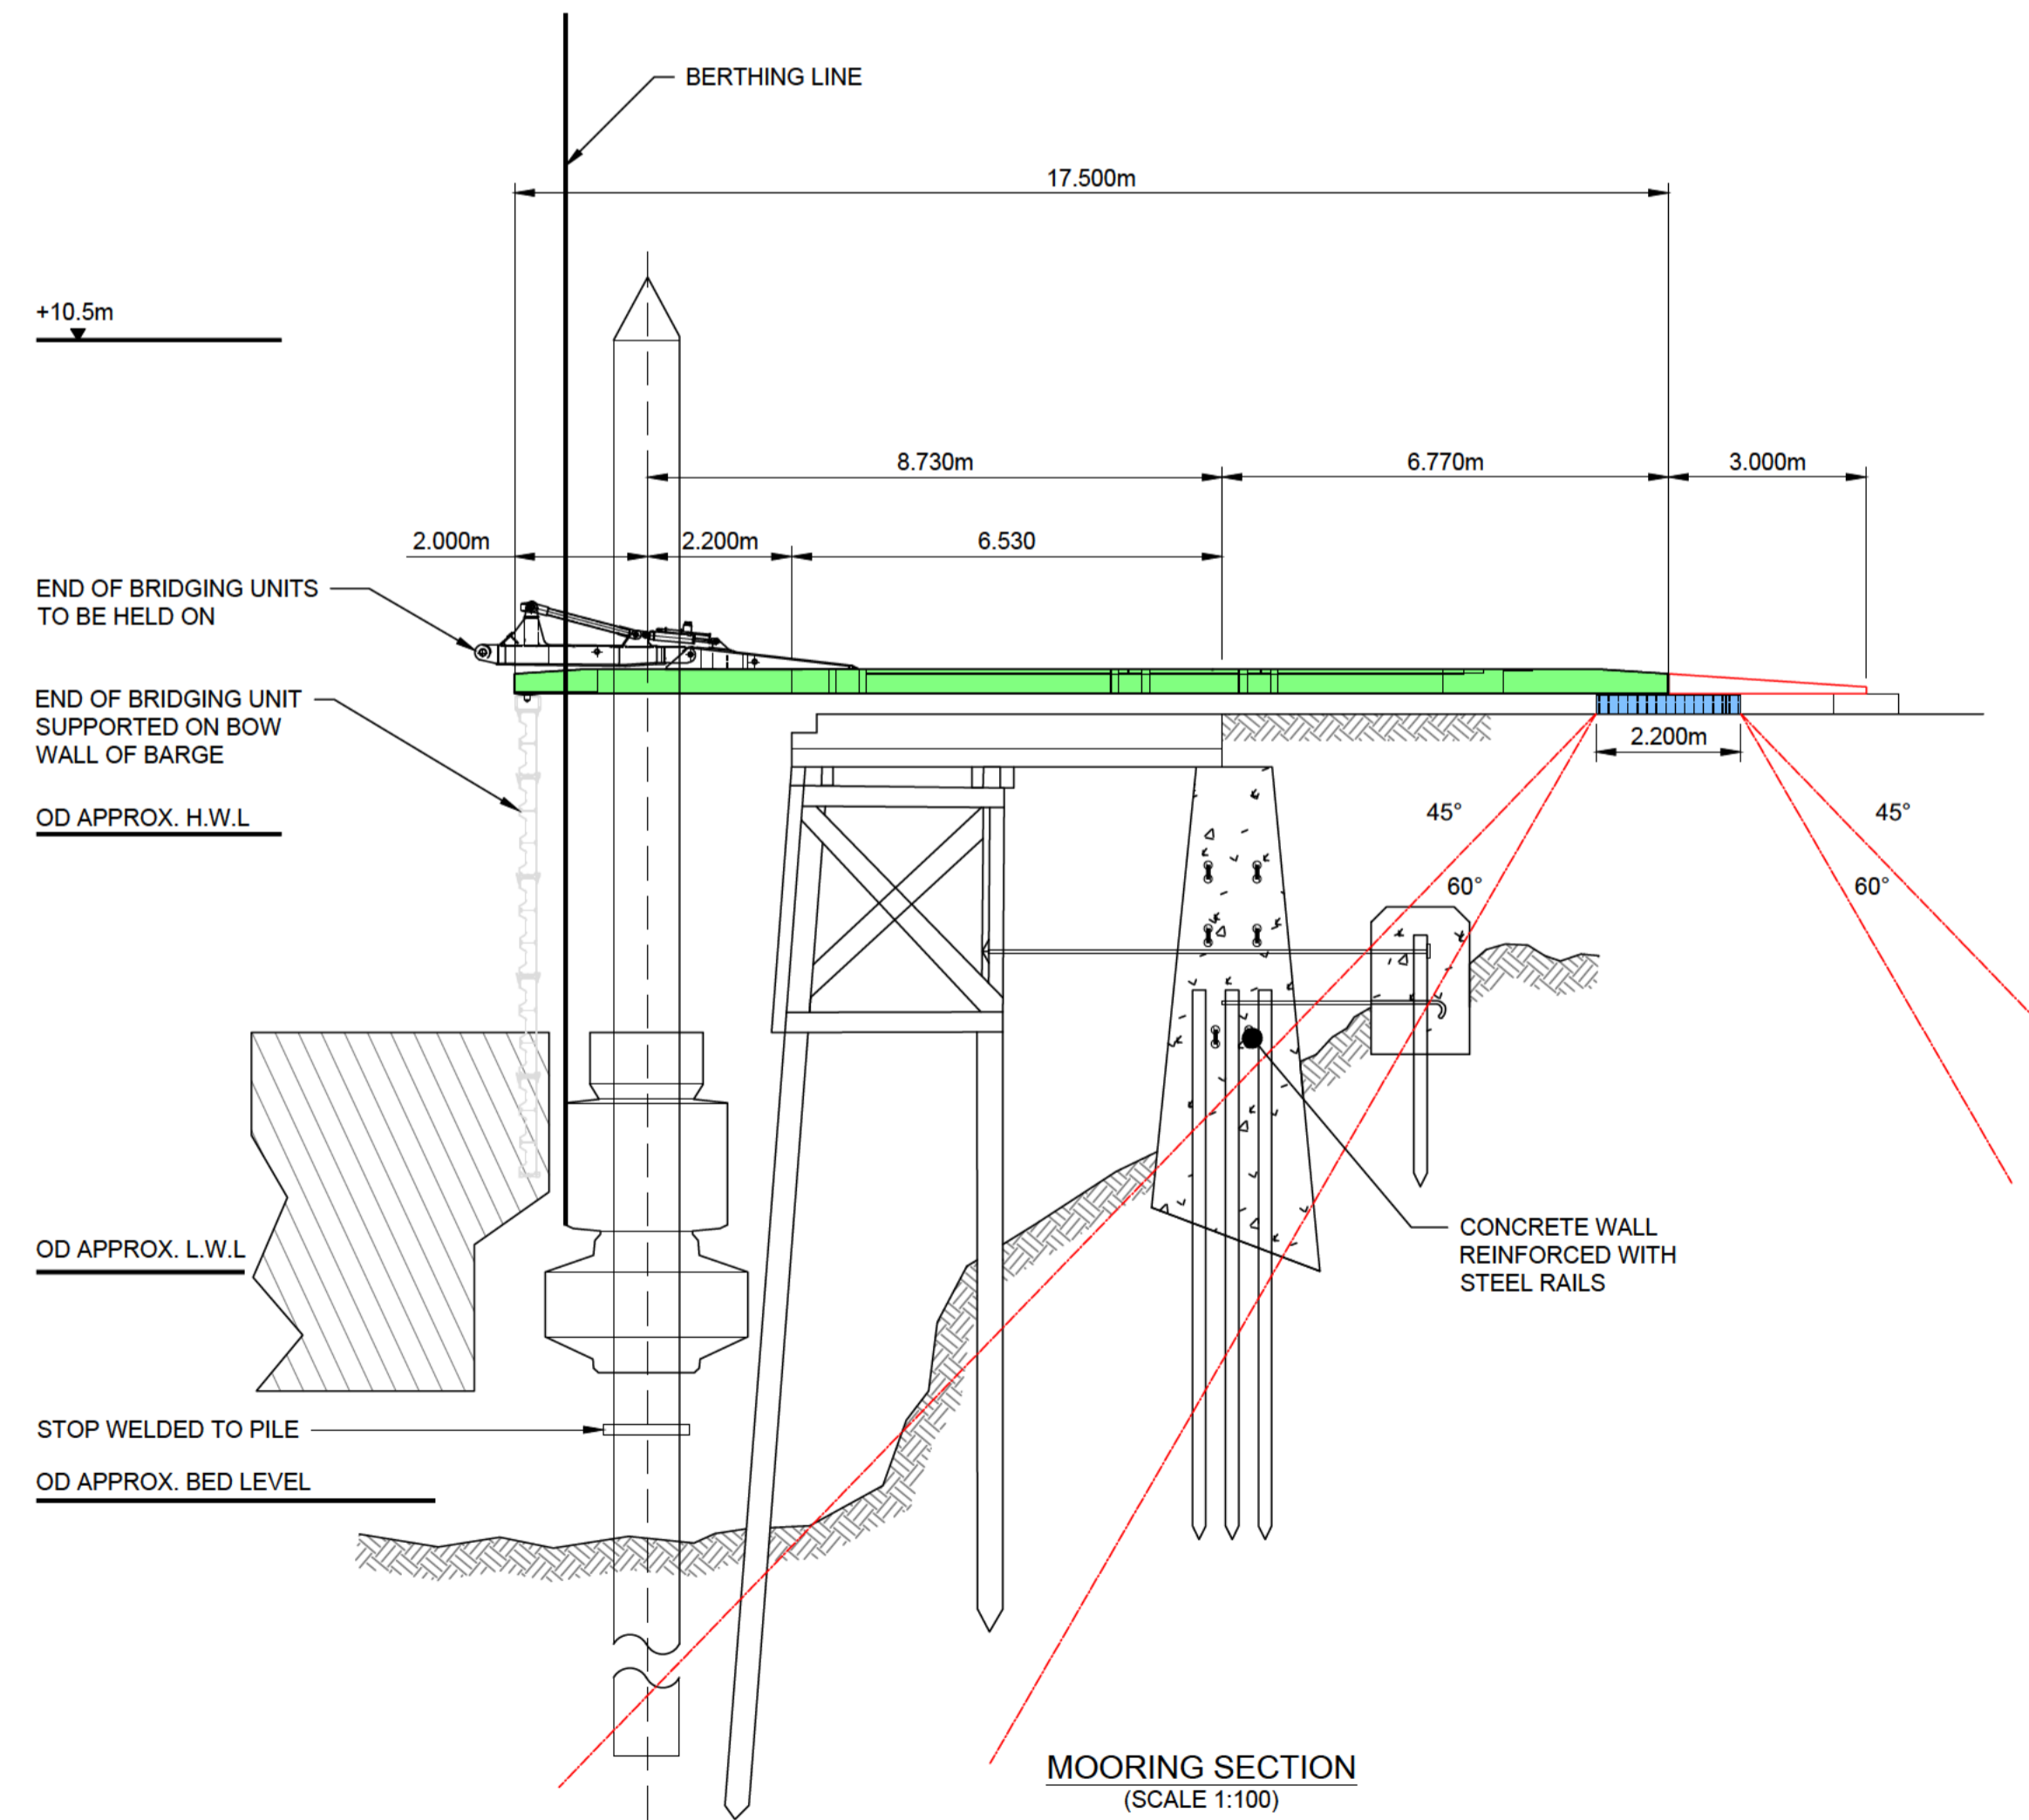 BERTHING LINE
17.500m
+10.5m
8.730m
6.770m
3.000m
2.000m
2.200m
6.530
END OF BRIDGING UNITS
TO BE HELD ON
END OF BRIDGING UNIT
SUPPORTED ON BOW
WALL OF BARGE
2.200m
OD APPROX. H.W.L
45°
45°
60°
60°
CONCRETE WALL
REINFORCED WITH
STEEL RAILS
OD APPROX. L.W.L
STOP WELDED TO PILE
OD APPROX. BED LEVEL
MOORING SECTION
(SCALE 1:100)